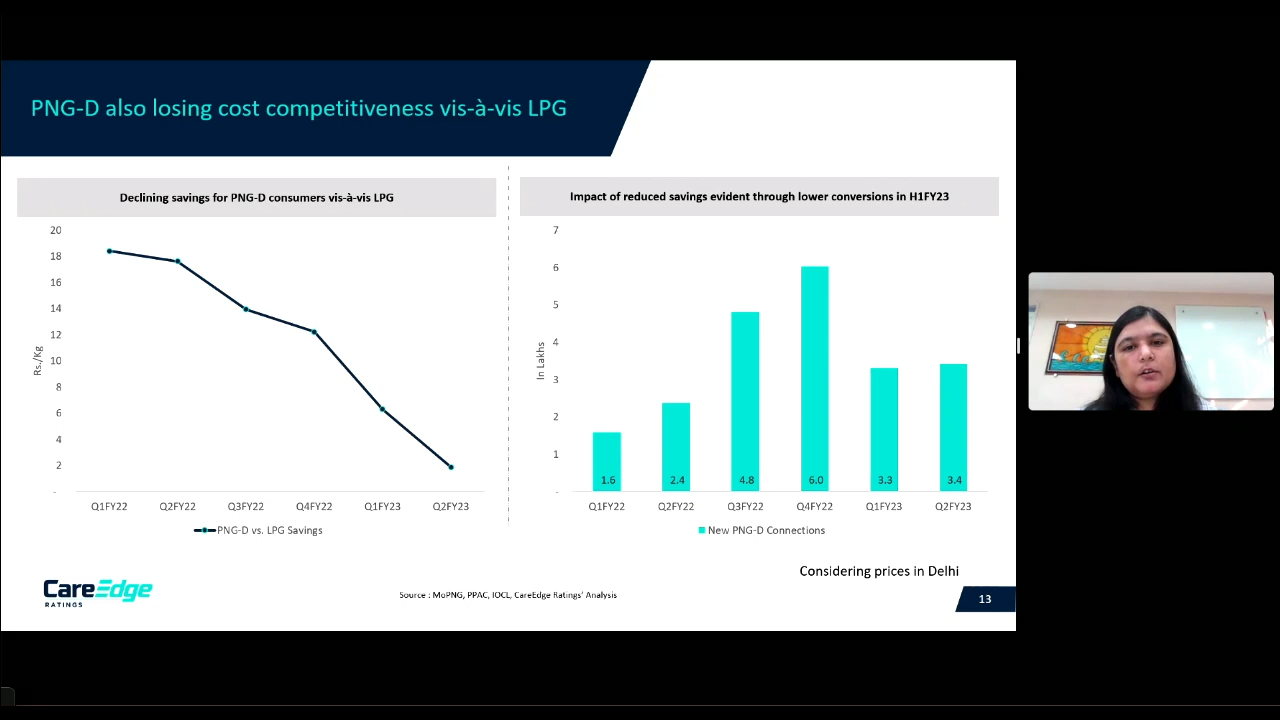 PNG-D also losing cost competitiveness vis-à-vis LPG
Declining savings for PNG-D consumers vis-à-vis LPG
20
18
16
14
12
10
8
6
4
2
-
Rs./Kg
Q1FY22 Q2FY22 Q3FY22 Q4FY22 Q1FY23 Q2FY23
PNG-D vs. LPG Savings
Impact of reduced savings evident through lower conversions in H1FY23
7
6
5
4
3
2
1
-
In Lakhs
1.6 2.4 4.8 6.0 3.3 3.4
Q1FY22 Q2FY22 Q3FY22 Q4FY22 Q1FY23 Q2FY23
New PNG-D Connections
Considering prices in Delhi
CareEdge
RATINGS
Source : MoPNG, PPAC, IOCL, CareEdge Ratings' Analysis
13